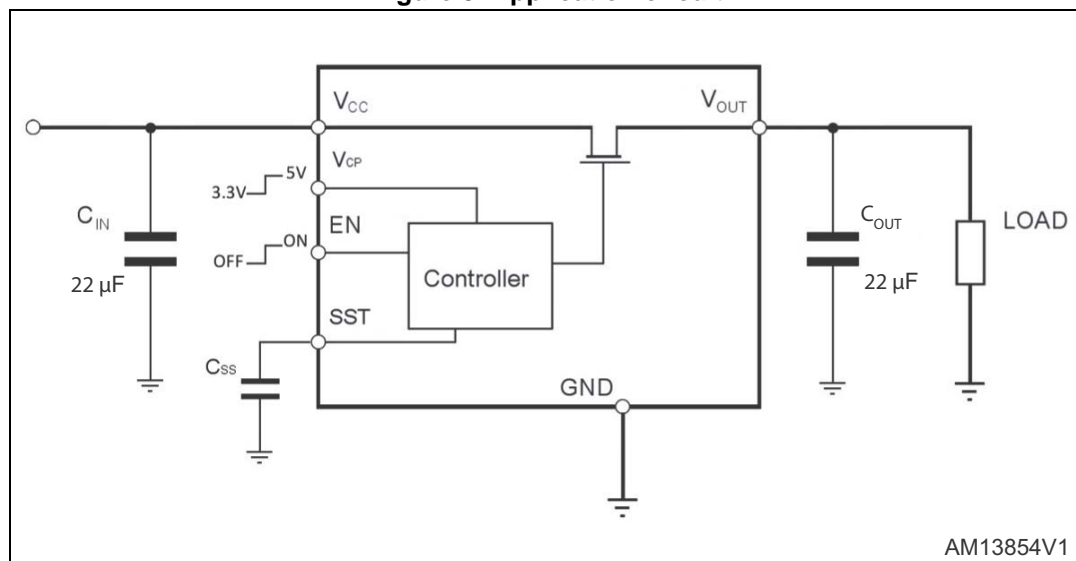 VCC
VOUT
VCP
5V
3.3V
CIN
EN
COUT
LOAD
ON
OFF
22 µF
Controller
22 µF
SST
CSS
GND
AM13854V1